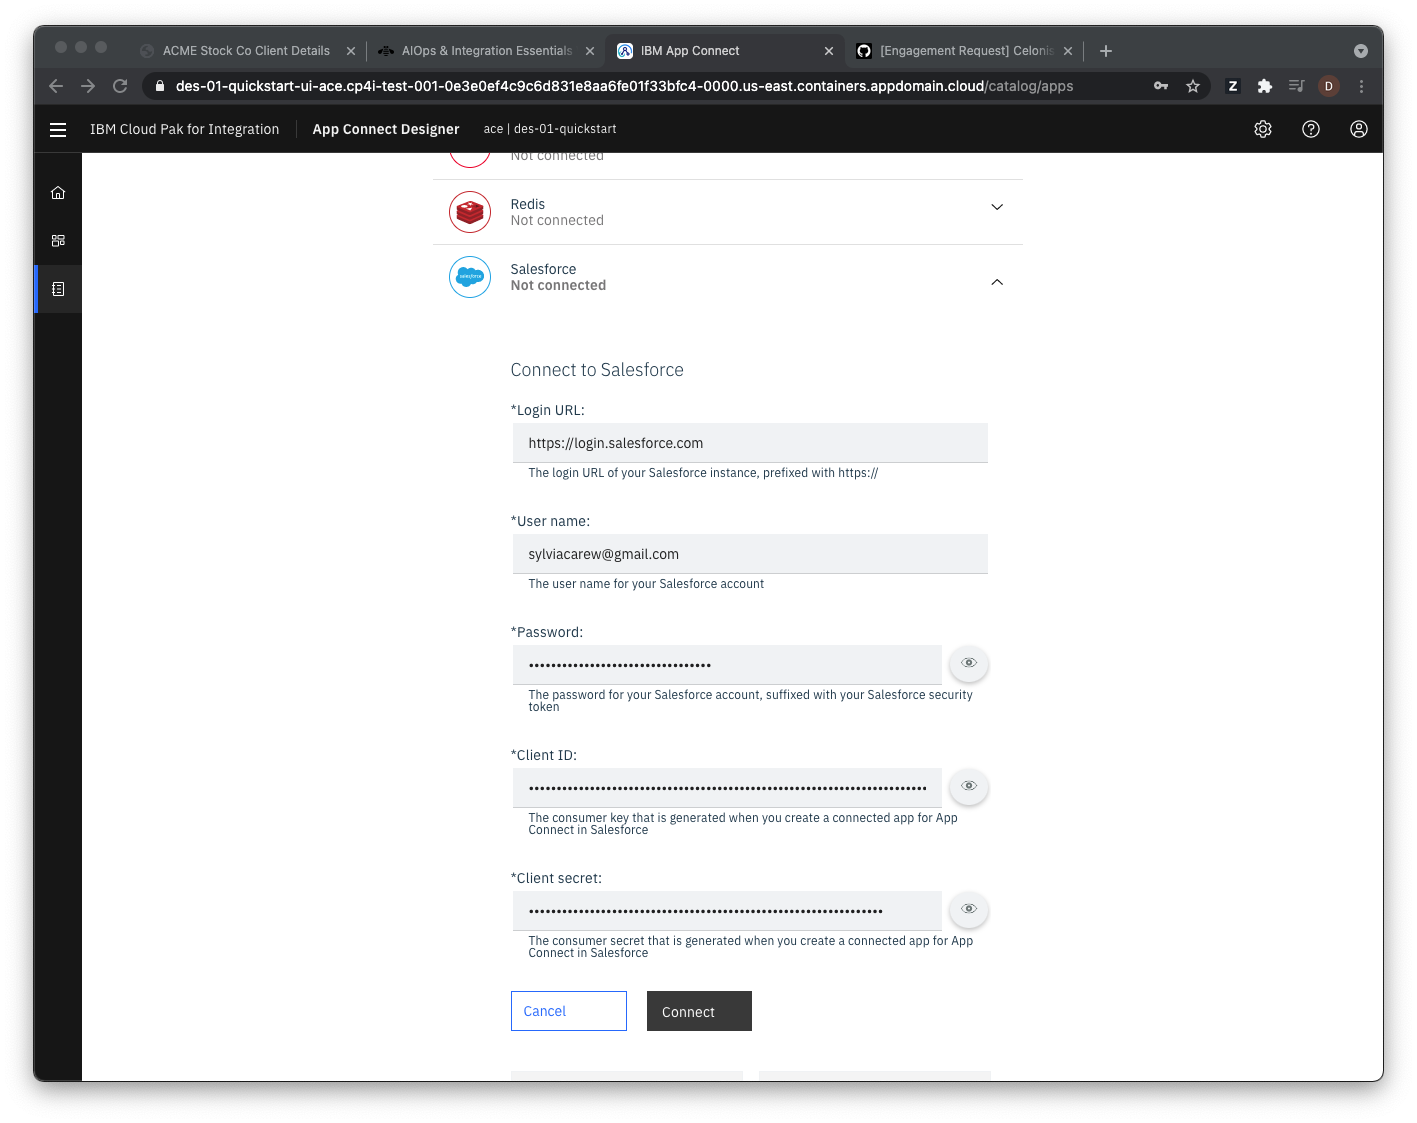 ACME Stock Co Client Details
AIOps & Integration Essentials
IBM App Connect
[Engagement Request] Celonis
des-01-quickstart-ui-ace.cp4i-test-001-0e3e0ef4c9c6d831e8aa6fe01f33bfc4-0000.us-east.containers.appdomain.cloud/catalog/apps
Z
D
IBM Cloud Pak for Integration
App Connect Designer
ace | des-01-quickstart
Not connected
Redis
Not connected
salesforce
Salesforce
Not connected
Connect to Salesforce
*Login URL:
https://login.salesforce.com
The login URL of your Salesforce instance, prefixed with https://
*User name:
sylviacarew@gmail.com
The user name for your Salesforce account
*Password:
The password for your Salesforce account, suffixed with your Salesforce security
token
*Client ID:
The consumer key that is generated when you create a connected app for App
Connect in Salesforce
*Client secret:
The consumer secret that is generated when you create a connected app for App
Connect in Salesforce
Cancel
Connect